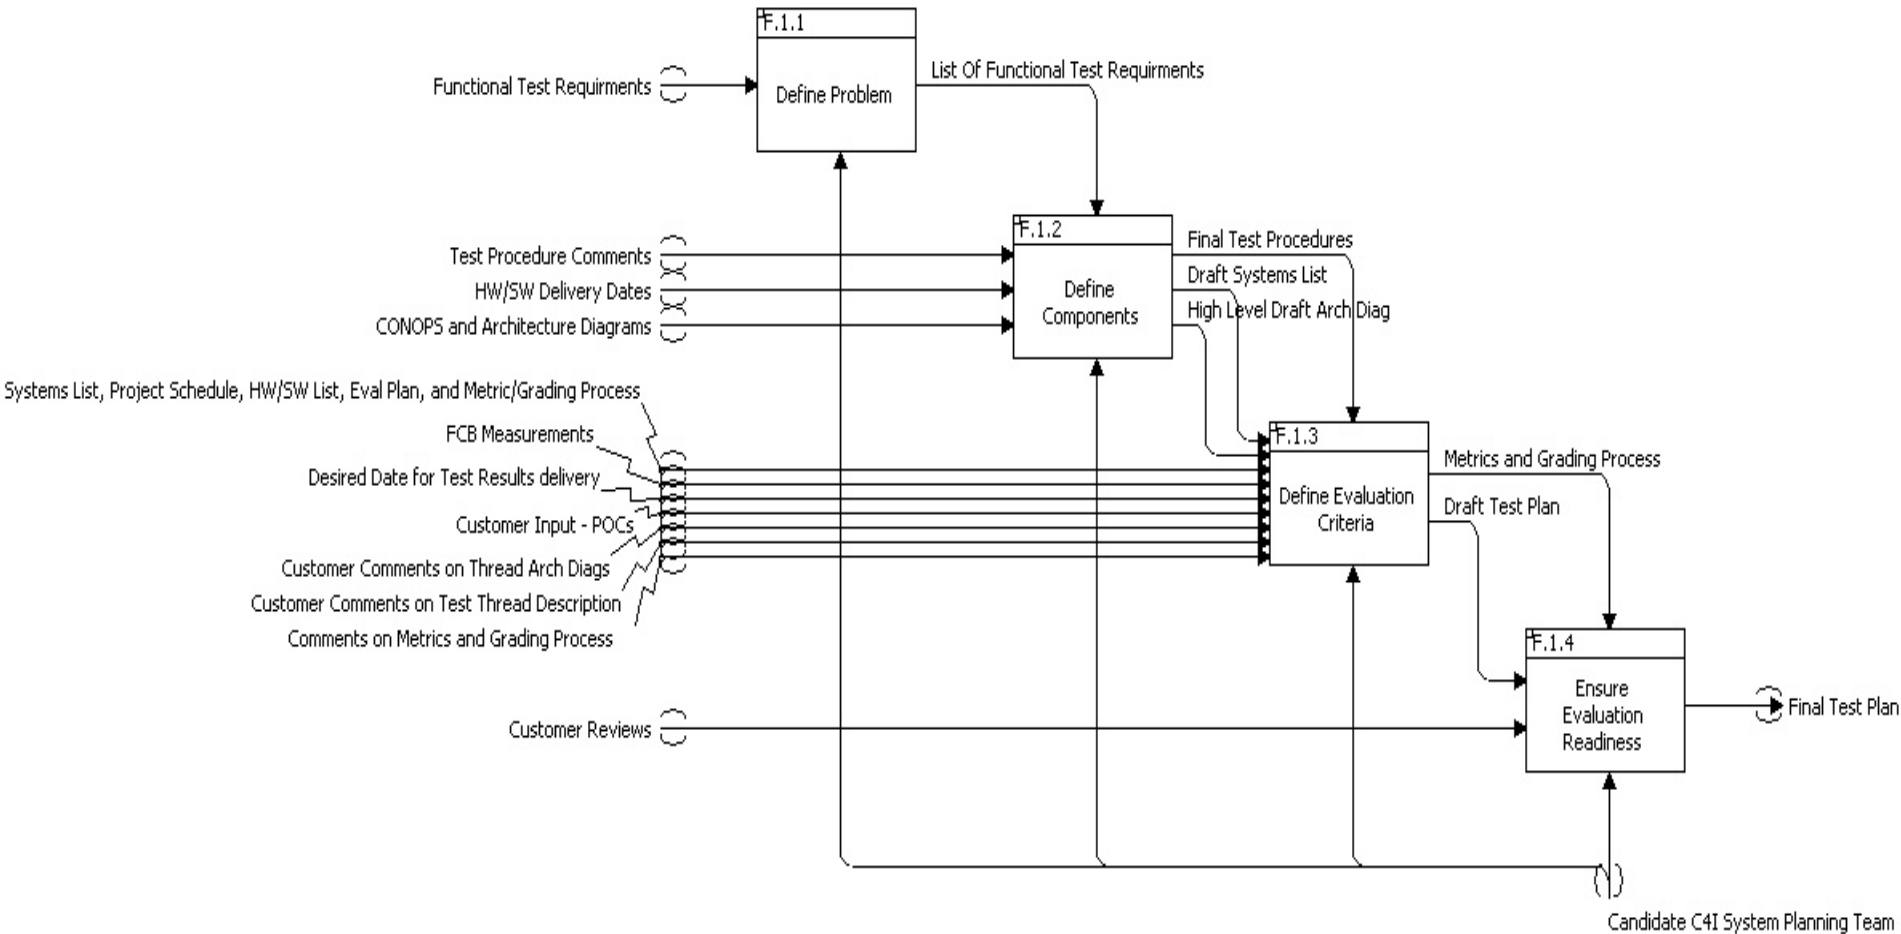 F.1.1
Define Problem
Functional Test Requirments
List Of Functional Test Requirments
F.1.2
Define
Components
Test Procedure Comments
HW/SW Delivery Dates
CONOPS and Architecture Diagrams
Final Test Procedures
Draft Systems List
High Level Draft Arch Diag
Systems List, Project Schedule, HW/SW List, Eval Plan, and Metric/Grading Process
FCB Measurements
Desired Date for Test Results delivery
Customer Input - POCs
Customer Comments on Thread Arch Diags
Customer Comments on Test Thread Description
Comments on Metrics and Grading Process
F.1.3
Define Evaluation
Criteria
Metrics and Grading Process
Draft Test Plan
F.1.4
Ensure
Evaluation
Readiness
Customer Reviews
Final Test Plan
Candidate C4I System Planning Team